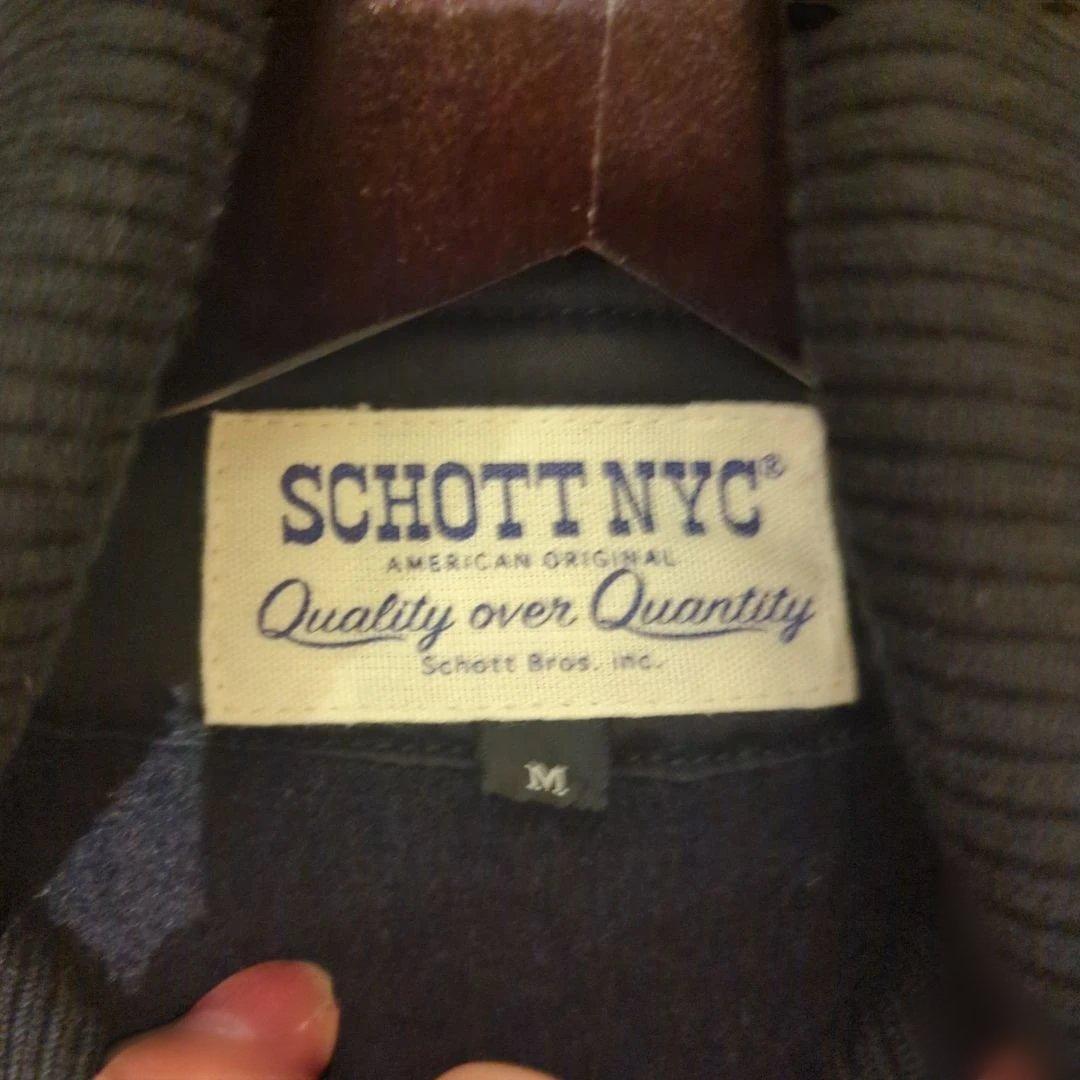 SCHOTT NYC®
AMERICAN ORIGINAL
Quality over Quantity
Schott Bros. inc.
M